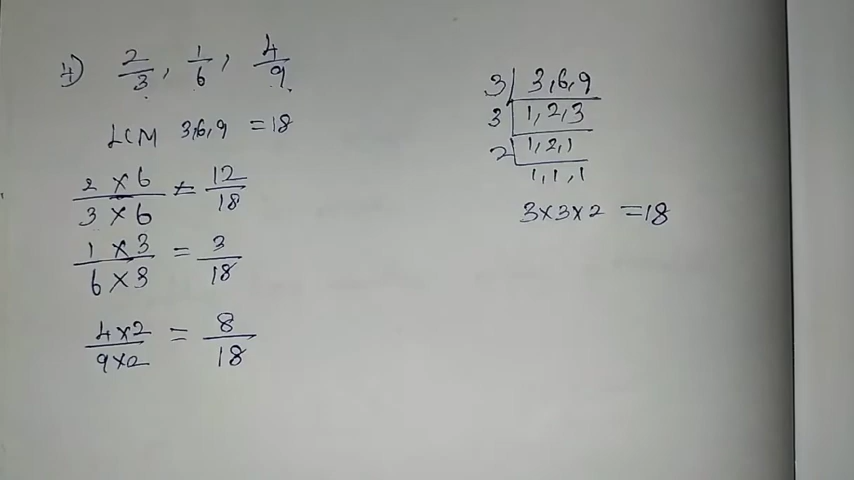 4) 2/3, 1/6, 4/9
LCM 3,6,9 = 18
2 × 6 / 3 × 6 = 12/18
1 × 3 / 6 × 3 = 3/18
4×2 / 9×2 = 8/18
3 | 3,6,9
3 | 1,2,3
2 | 1,2,1
1,1,1
3×3×2 = 18